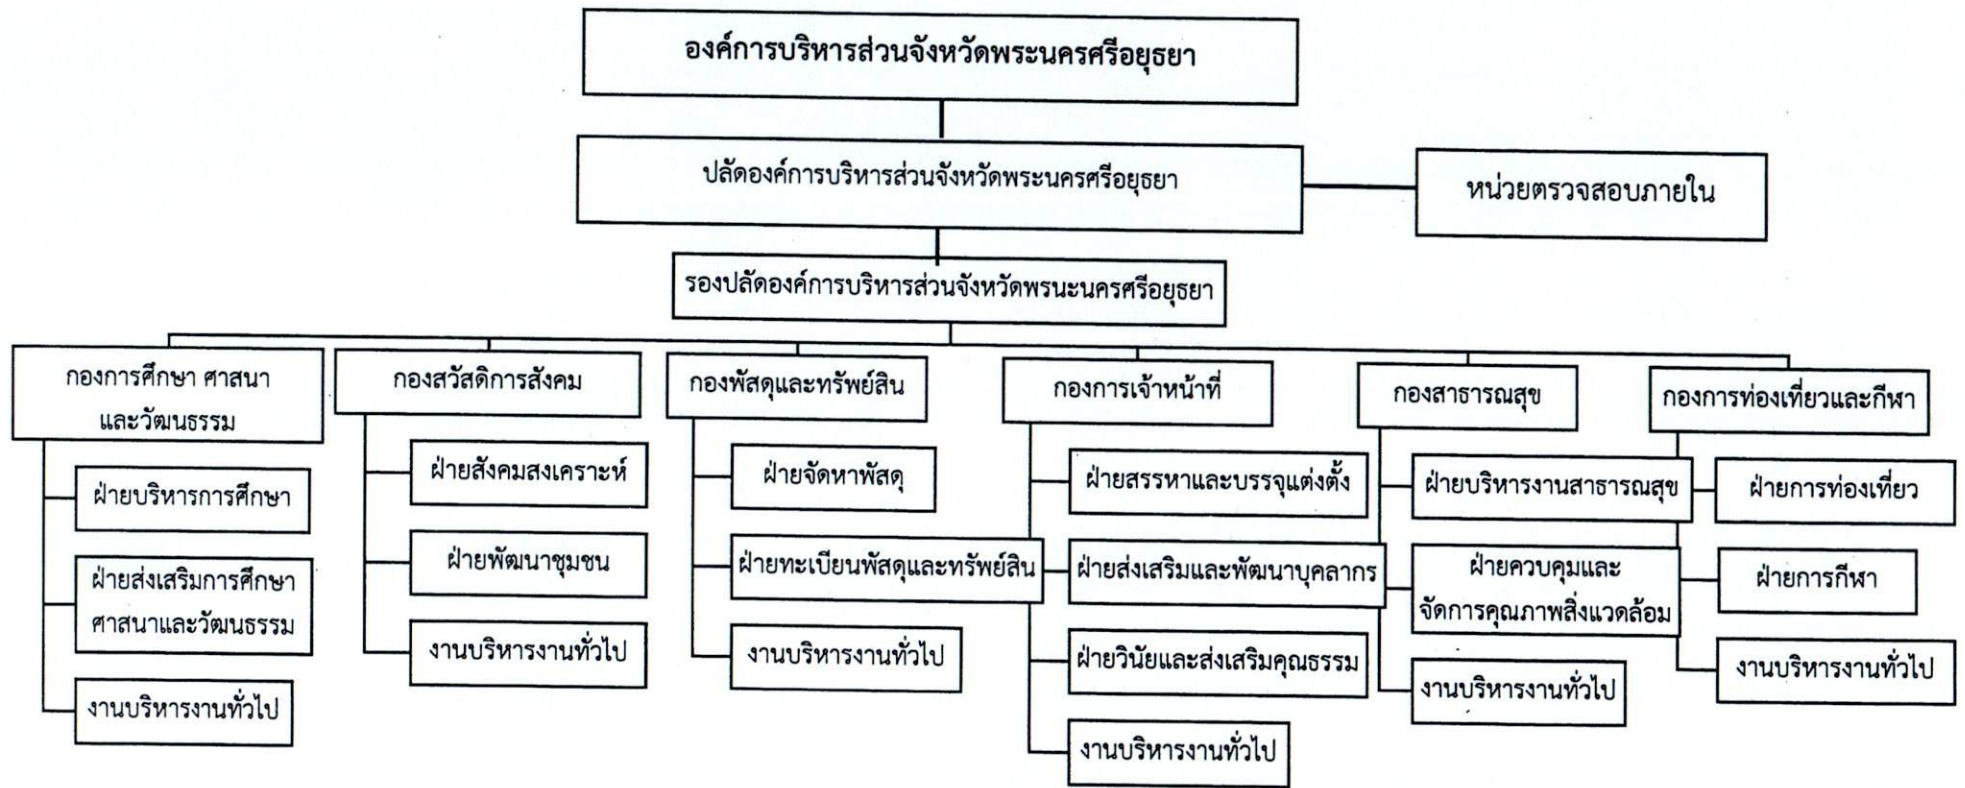 องค์การบริหารส่วนจังหวัดพระนครศรีอยุธยา
ปลัดองค์การบริหารส่วนจังหวัดพระนครศรีอยุธยา
หน่วยตรวจสอบภายใน
รองปลัดองค์การบริหารส่วนจังหวัดพรนะนครศรีอยุธยา
กองการศึกษา ศาสนา
และวัฒนธรรม
ฝ่ายบริหารการศึกษา
ฝ่ายส่งเสริมการศึกษา
ศาสนาและวัฒนธรรม
งานบริหารงานทั่วไป
กองสวัสดิการสังคม
ฝ่ายสังคมสงเคราะห์
ฝ่ายพัฒนาชุมชน
งานบริหารงานทั่วไป
กองพัสดุและทรัพย์สิน
ฝ่ายจัดหาพัสดุ
ฝ่ายทะเบียนพัสดุและทรัพย์สิน
งานบริหารงานทั่วไป
กองการเจ้าหน้าที่
ฝ่ายสรรหาและบรรจุแต่งตั้ง
ฝ่ายส่งเสริมและพัฒนาบุคลากร
ฝ่ายวินัยและส่งเสริมคุณธรรม
งานบริหารงานทั่วไป
กองสาธารณสุข
ฝ่ายบริหารงานสาธารณสุข
ฝ่ายควบคุมและ
จัดการคุณภาพสิ่งแวดล้อม
งานบริหารงานทั่วไป
กองการท่องเที่ยวและกีฬา
ฝ่ายการท่องเที่ยว
ฝ่ายการกีฬา
งานบริหารงานทั่วไป